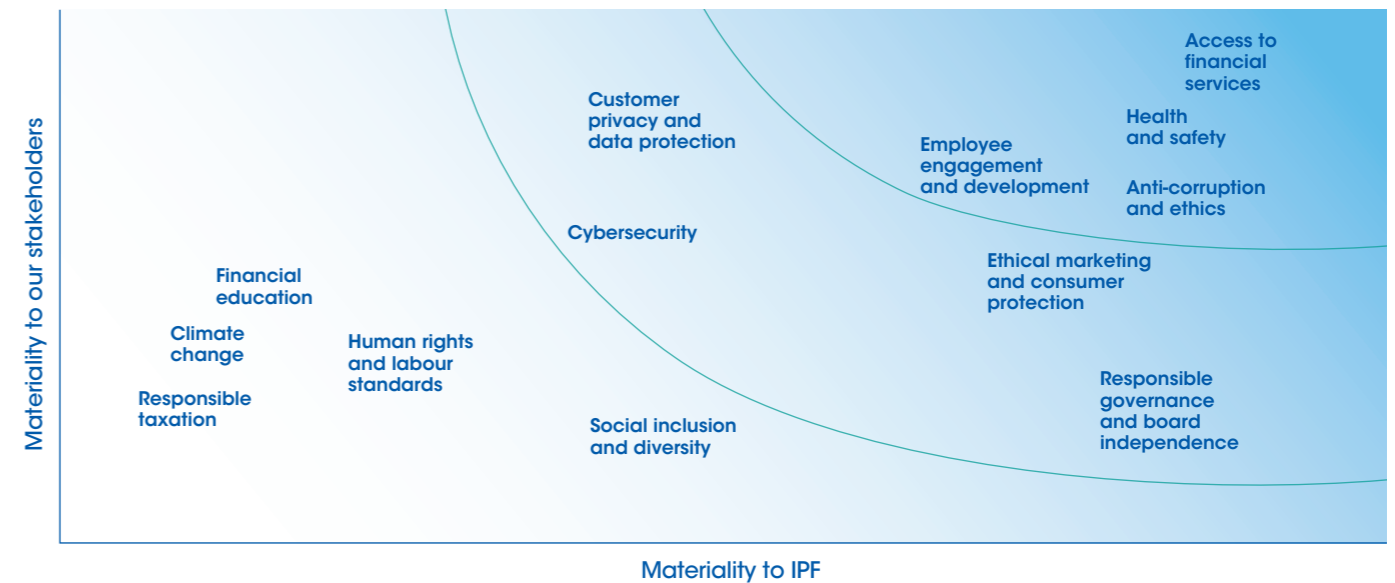 Materiality to our stakeholders
Access to
financial
services
Customer
privacy and
data protection
Health
and safety
Employee
engagement
and development
Anti-corruption
and ethics
Cybersecurity
Ethical marketing
and consumer
protection
Financial
education
Climate
change
Human rights
and labour
standards
Responsible
taxation
Responsible
governance
and board
independence
Social inclusion
and diversity
Materiality to IPF